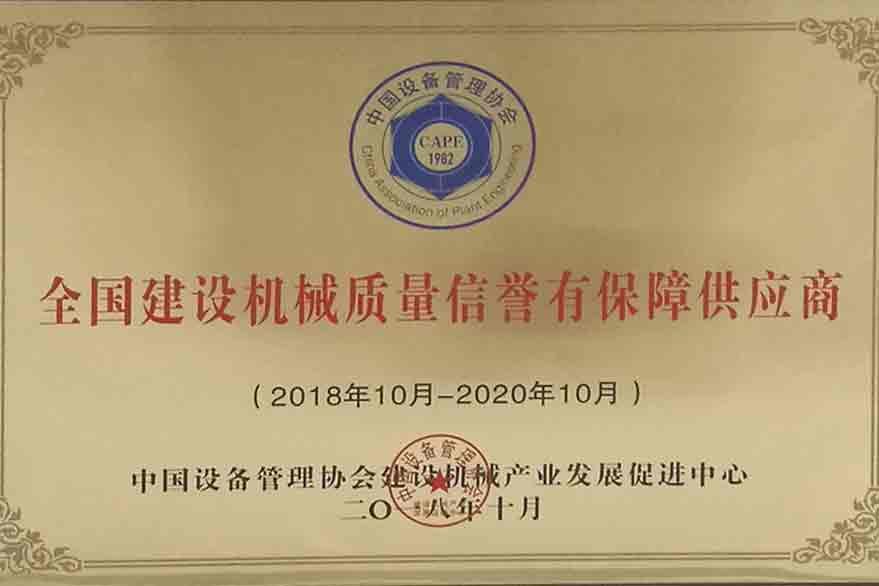 中国设备管理协会
CAPE
1982
China Association of Plant Engineering
全国建设机械质量信誉有保障供应商
（2018年10月-2020年10月）
中国设备管理协会建设机械产业发展促进中心
二〇一八年十月